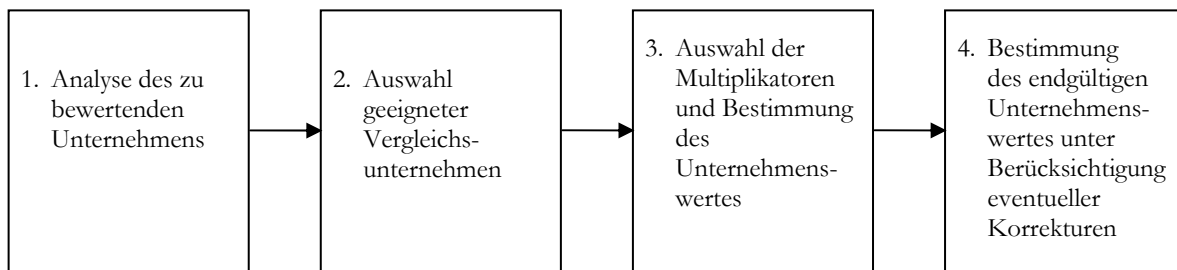 1. Analyse des zu
bewertenden
Unternehmens
2. Auswahl
geeigneter
Vergleichs-
unternehmen
3. Auswahl der
Multiplikatoren
und Bestimmung
des
Unternehmens-
wertes
4. Bestimmung
des endgültigen
Unternehmens-
wertes unter
Berücksichtigung
eventueller
Korrekturen